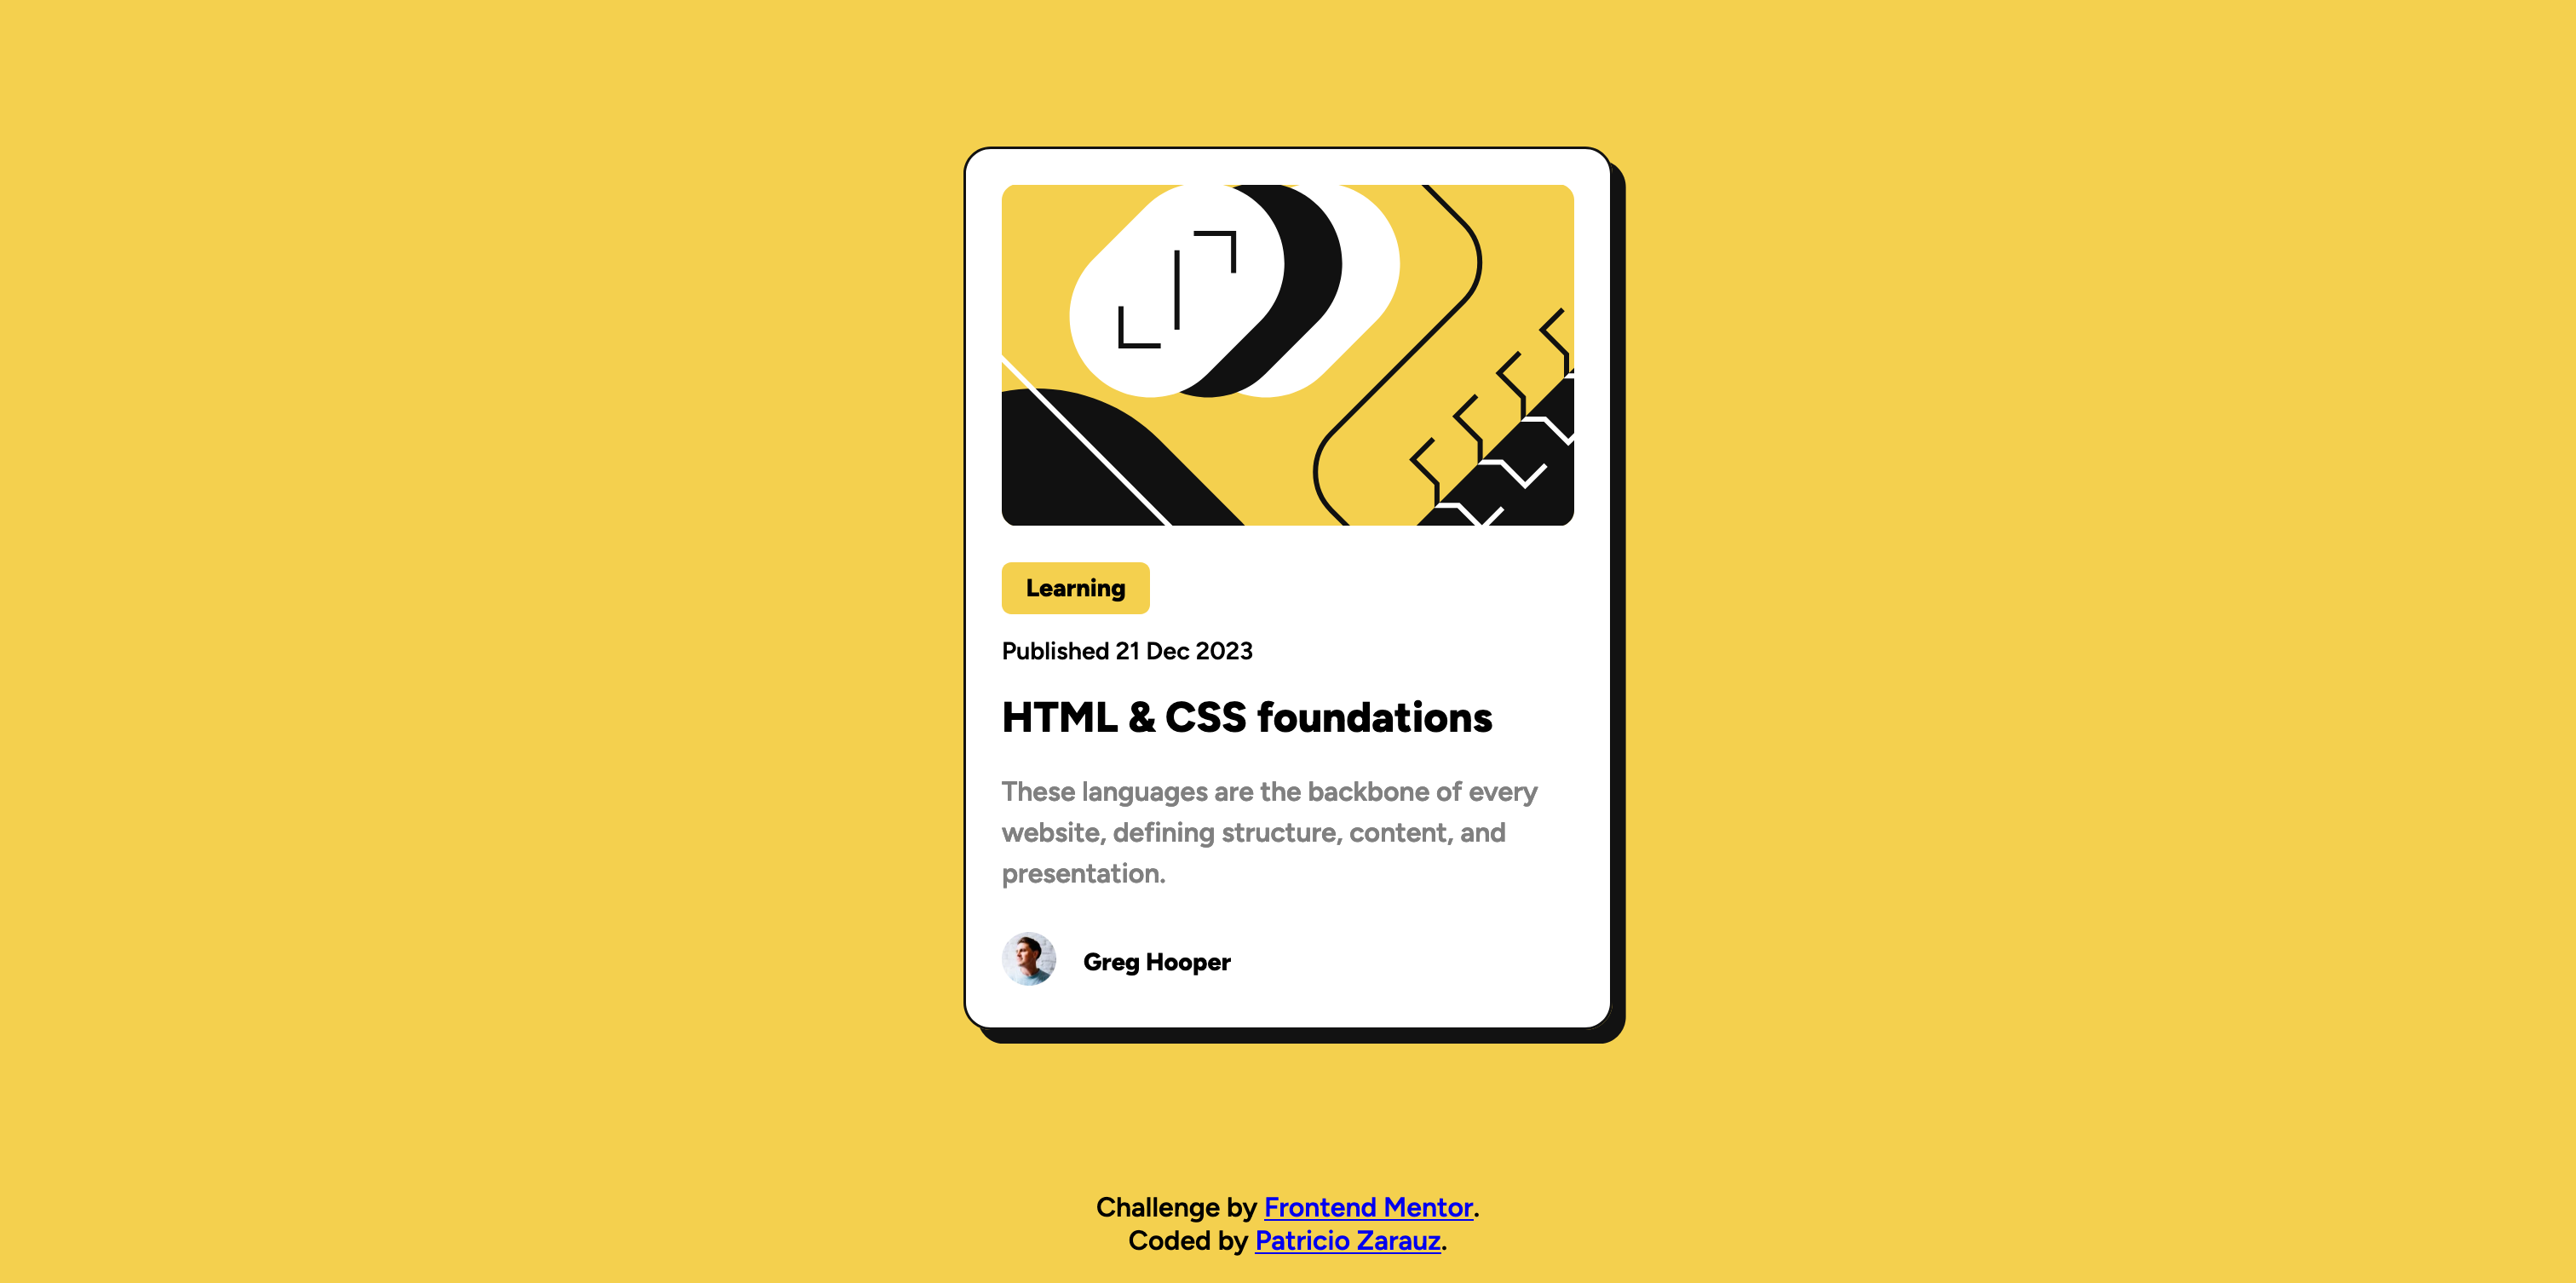 Learning
Published 21 Dec 2023
HTML & CSS foundations
These languages are the backbone of every
website, defining structure, content, and
presentation.
Greg Hooper
Challenge by Frontend Mentor.
Coded by Patricio Zarauz.